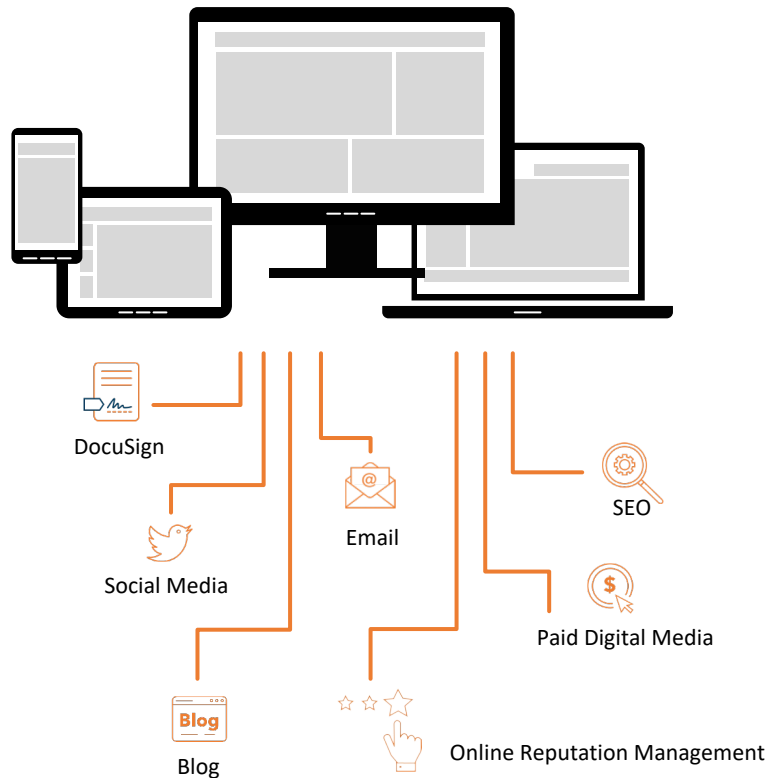 DocuSign
@
Email
SEO
Social Media
$
Paid Digital Media
Blog
Blog
Online Reputation Management